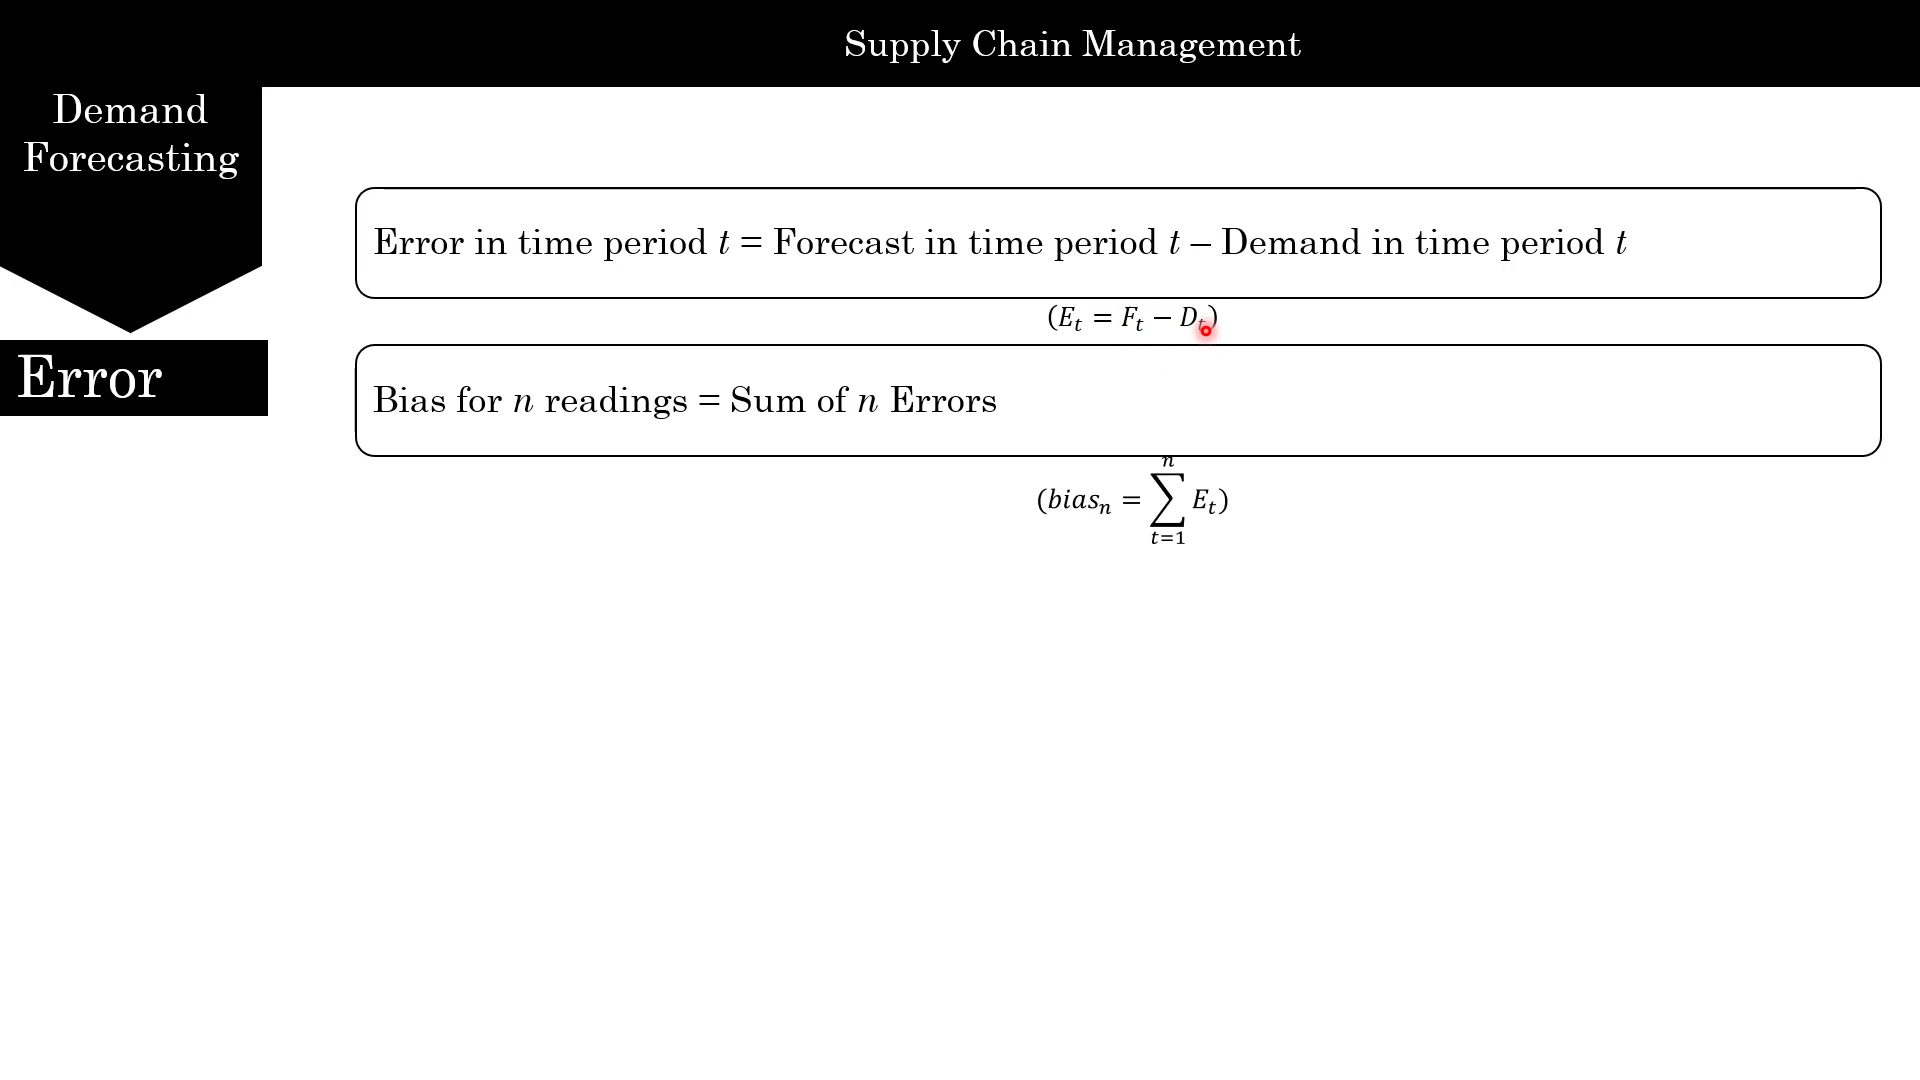 Supply Chain Management
Demand
Forecasting
Error in time period t = Forecast in time period t – Demand in time period t
(E_t = F_t − D_t)
Error
Bias for n readings = Sum of n Errors
(bias_n = ∑_{t=1}^{n} E_t)